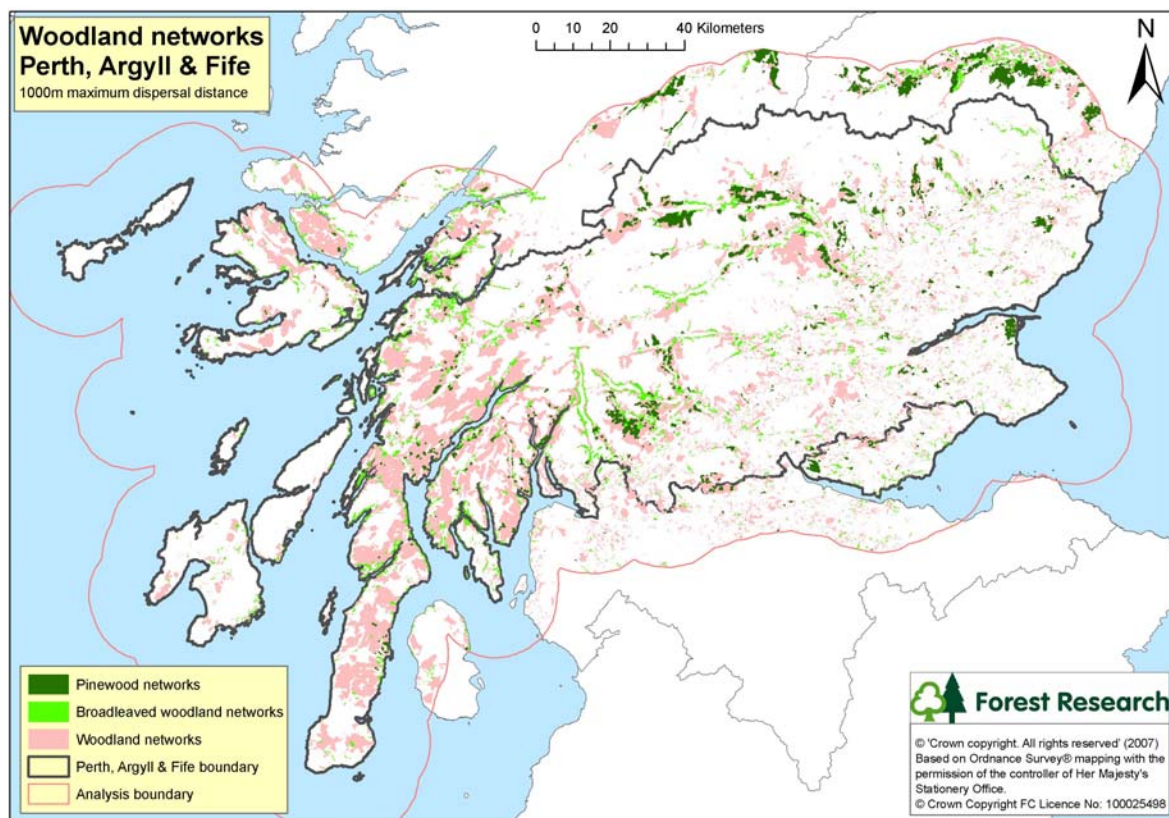 Woodland networks
Perth, Argyll & Fife
1000m maximum dispersal distance
0 10 20 40 Kilometers
N
Pinewood networks
Broadleaved woodland networks
Woodland networks
Perth, Argyll & Fife boundary
Analysis boundary
Forest Research
© 'Crown copyright. All rights reserved' (2007)
Based on Ordnance Survey® mapping with the
permission of the controller of Her Majesty's
Stationery Office.
© Crown Copyright FC Licence No: 100025498